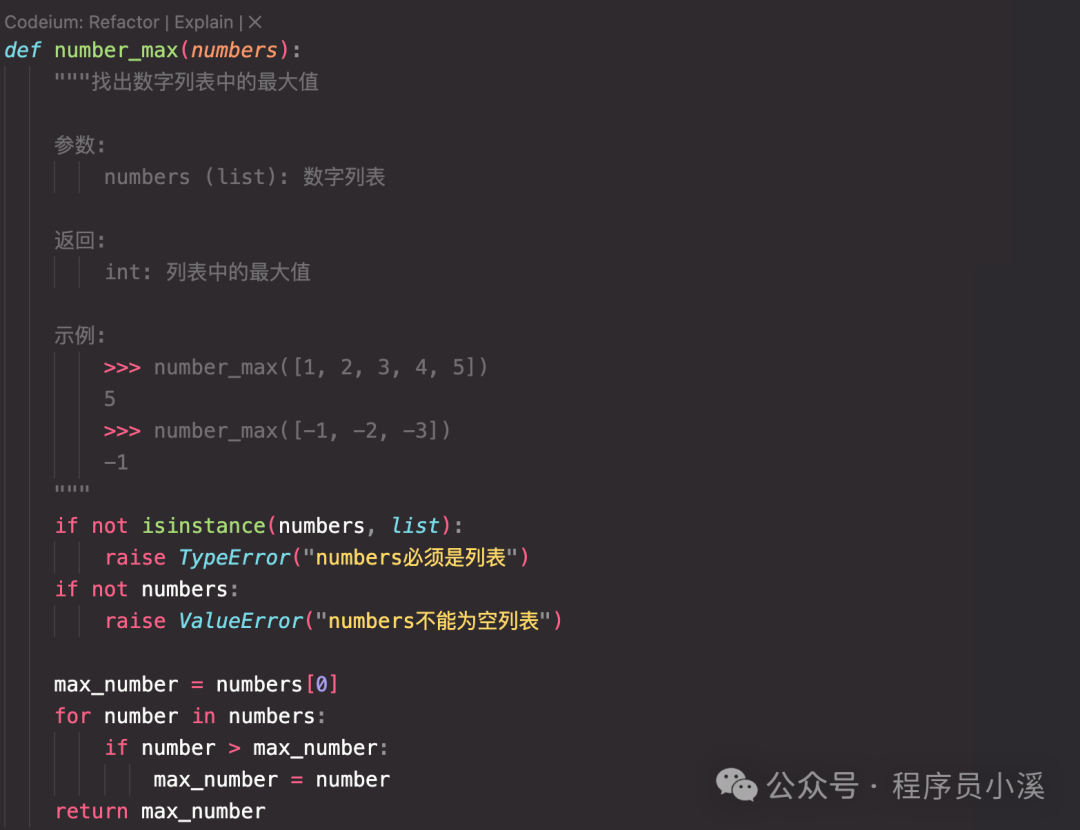 Codeium: Refactor | Explain | ×
def number_max(numbers):
    """找出数字列表中的最大值

    参数:
        numbers (list): 数字列表

    返回:
        int: 列表中的最大值

    示例:
        >>> number_max([1, 2, 3, 4, 5])
        5
        >>> number_max([-1, -2, -3])
        -1
    """
    if not isinstance(numbers, list):
        raise TypeError("numbers必须是列表")
    if not numbers:
        raise ValueError("numbers不能为空列表")

    max_number = numbers[0]
    for number in numbers:
        if number > max_number:
            max_number = number
    return max_number
公众号 · 程序员小溪